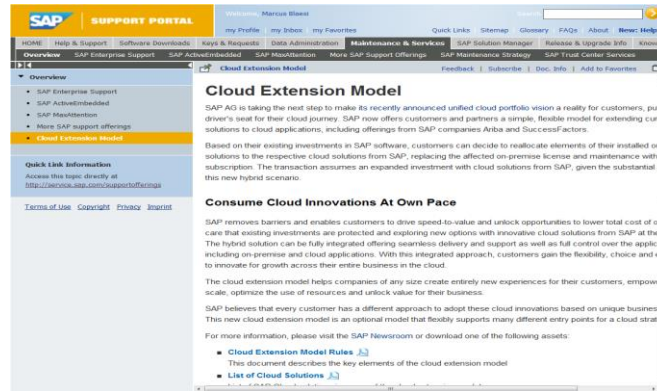 SAP SUPPORT PORTAL
Welcome, Marcus
my Profile my Inbox my Favorites Quick Links Sitemap Glossary FAQs About New: Help
HOME Help & Support Software Downloads Keys & Requests Data Administration Maintenance & Services SAP Solution Manager Release & Upgrade Info Know
Overview SAP Enterprise Support SAP ActiveEmbedded SAP MaxAttention More SAP Support Offerings Maintenance Strategy SAP Trust Center Services
Cloud Extension Model Feedback | Subscribe | Doc. Info | Add to Favorites
Overview
SAP Enterprise Support
SAP ActiveEmbedded
SAP MaxAttention
More SAP support offerings
Cloud Extension Model
Quick Link Information
Access this topic directly at
http://service.sap.com/supportofferings
Terms of Use Copyright Privacy Imprint
Cloud Extension Model
SAP AG is taking the next step to make its recently announced unified cloud portfolio vision a reality for customers, pu
driver's seat for their cloud journey. SAP now offers customers and partners a simple, flexible model for extending cur
solutions to cloud applications, including offerings from SAP companies Ariba and SuccessFactors.
Based on their existing investments in SAP software, customers can decide to reallocate elements of their installed o
solutions to the respective cloud solutions from SAP, replacing the affected on-premise license and maintenance with
subscription. The transaction assumes an expanded investment with cloud solutions from SAP, given the substantial
this new hybrid scenario.
Consume Cloud Innovations At Own Pace
SAP removes barriers and enables customers to drive speed-to-value and unlock opportunities to lower total cost of o
care that existing investments are protected and exploring new options with innovative cloud solutions from SAP at the
The hybrid solution can be fully integrated offering seamless delivery and support as well as full control over the applic
including on-premise and cloud applications. With this integrated approach, customers gain the flexibility, choice and
to innovate for growth across their entire business in the cloud.
The cloud extension model helps companies of any size create entirely new experiences for their customers, empow
scale, optimize the use of resources and unlock value for their business.
SAP believes that every customer has a different approach to adopt these cloud innovations based on unique busines
This new cloud extension model is an optional model that flexibly supports many different entry points for a cloud strat
For more information, please visit the SAP Newsroom or download one of the following assets:
Cloud Extension Model Rules
This document describes the key elements of the cloud extension model
List of Cloud Solutions